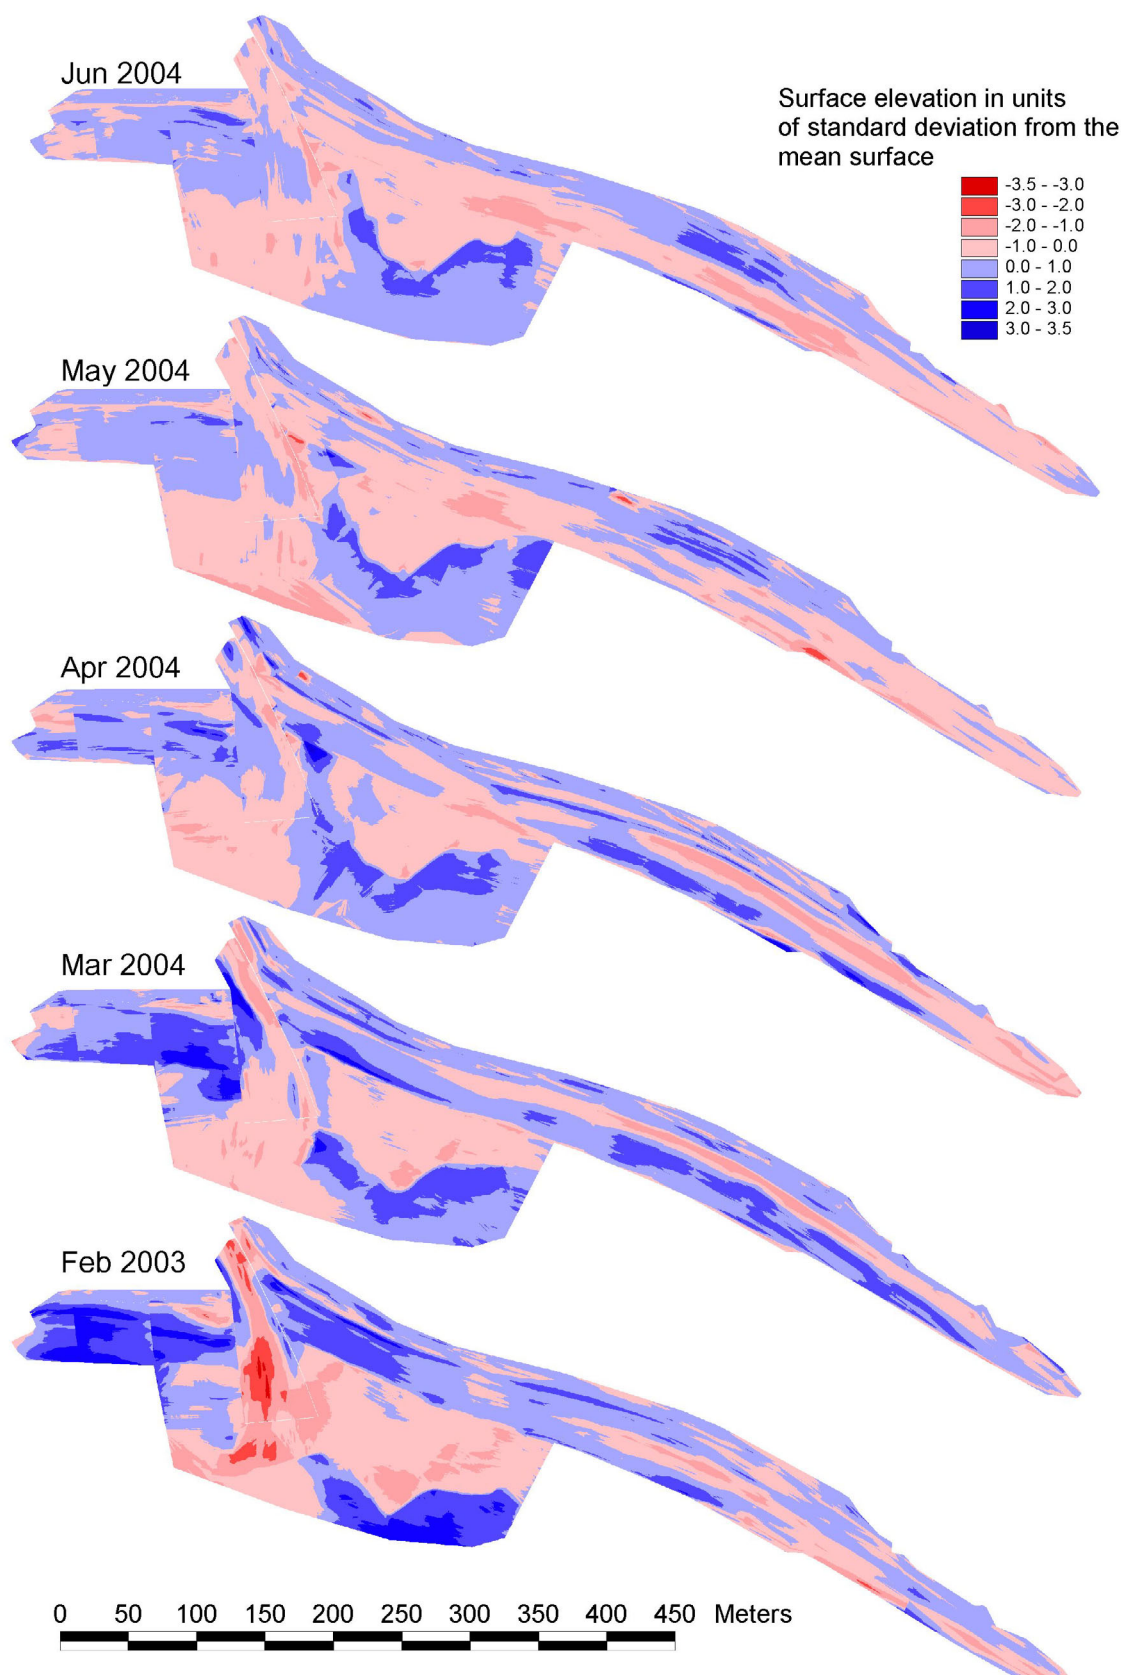 Jun 2004
Surface elevation in units
of standard deviation from the
mean surface
-3.5 - -3.0
-3.0 - -2.0
-2.0 - -1.0
-1.0 - 0.0
0.0 - 1.0
1.0 - 2.0
2.0 - 3.0
3.0 - 3.5
May 2004
Apr 2004
Mar 2004
Feb 2003
0 50 100 150 200 250 300 350 400 450 Meters